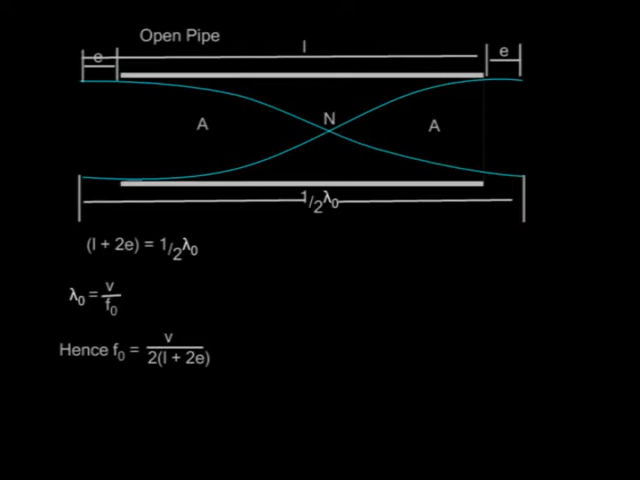 Open Pipe
l
e
e
A
N
A
1/2λ0
(l + 2e) = 1/2λ0
λ0 = v/f0
Hence f0 = v/2(l + 2e)